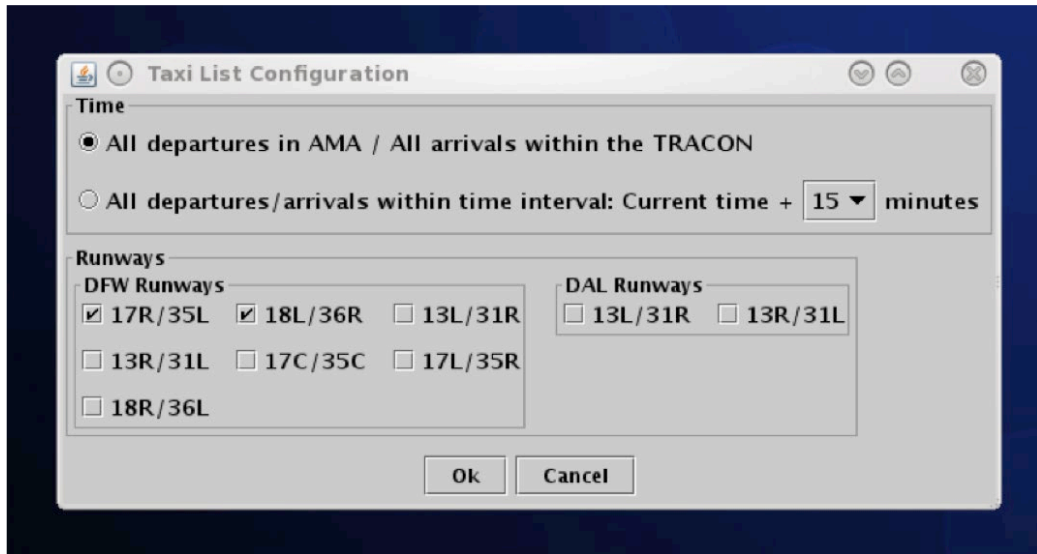 Taxi List Configuration
Time
All departures in AMA / All arrivals within the TRACON
All departures/arrivals within time interval: Current time + 15 minutes
Runways
DFW Runways
17R/35L 18L/36R 13L/31R
13R/31L 17C/35C 17L/35R
18R/36L
DAL Runways
13L/31R 13R/31L
Ok Cancel